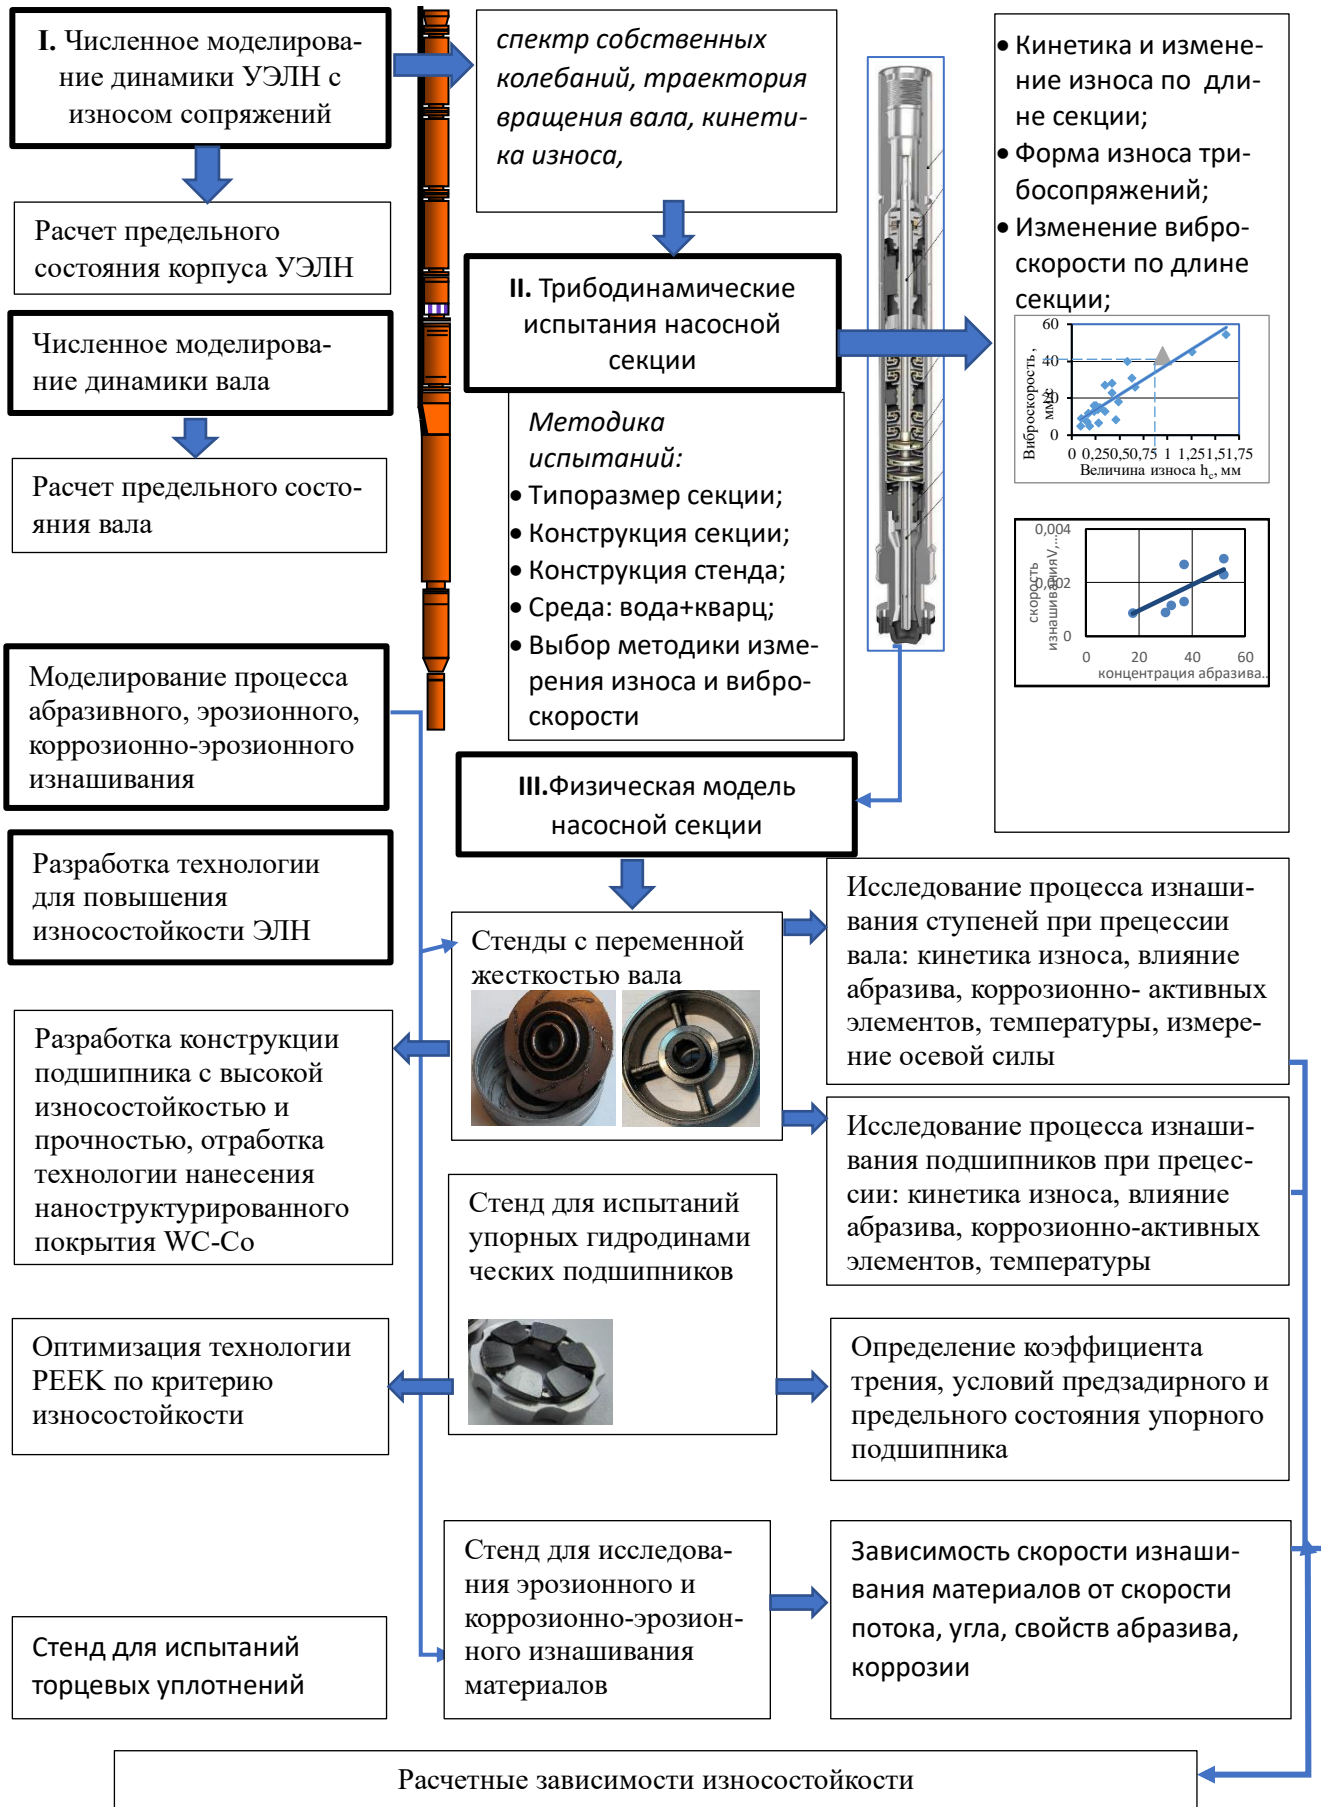 I. Численное моделирова-
ние динамики УЭЛН с
износом сопряжений
Расчет предельного
состояния корпуса УЭЛН
Численное моделирова-
ние динамики вала
Расчет предельного состо-
яния вала
спектр собственных
колебаний, траектория
вращения вала, кинети-
ка износа,
II. Трибодинамические
испытания насосной
секции
Методика
испытаний:
• Типоразмер секции;
• Конструкция секции;
• Конструкция стенда;
• Среда: вода+кварц;
• Выбор методики изме-
рения износа и вибро-
скорости
• Кинетика и измене-
ние износа по дли-
не секции;
• Форма износа три-
босопряжений;
• Изменение вибро-
скорости по длине
секции;
Виброскорость,
мм/с
60
40
20
0
0 0,25 0,5 0,75 1 1,25 1,5 1,75
Величина износа hс, мм
скорость
изнашивания V,...
0,004
0,002
0
0 20 40 60
концентрация абразива..
III.Физическая модель
насосной секции
Моделирование процесса
абразивного, эрозионного,
коррозионно-эрозионного
изнашивания
Разработка технологии
для повышения
износостойкости ЭЛН
Стенды с переменной
жесткостью вала
Исследование процесса изнаши-
вания ступеней при прецессии
вала: кинетика износа, влияние
абразива, коррозионно- активных
элементов, температуры, измере-
ние осевой силы
Разработка конструкции
подшипника с высокой
износостойкостью и
прочностью, отработка
технологии нанесения
наноструктурированного
покрытия WC-Co
Исследование процесса изнаши-
вания подшипников при прецес-
сии: кинетика износа, влияние
абразива, коррозионно-активных
элементов, температуры
Стенд для испытаний
упорных гидродинами
ческих подшипников
Оптимизация технологии
PEEK по критерию
износостойкости
Определение коэффициента
трения, условий предзадирного и
предельного состояния упорного
подшипника
Стенд для исследова-
ния эрозионного и
коррозионно-эрозион-
ного изнашивания
материалов
Зависимость скорости изнаши-
вания материалов от скорости
потока, угла, свойств абразива,
коррозии
Стенд для испытаний
торцевых уплотнений
Расчетные зависимости износостойкости